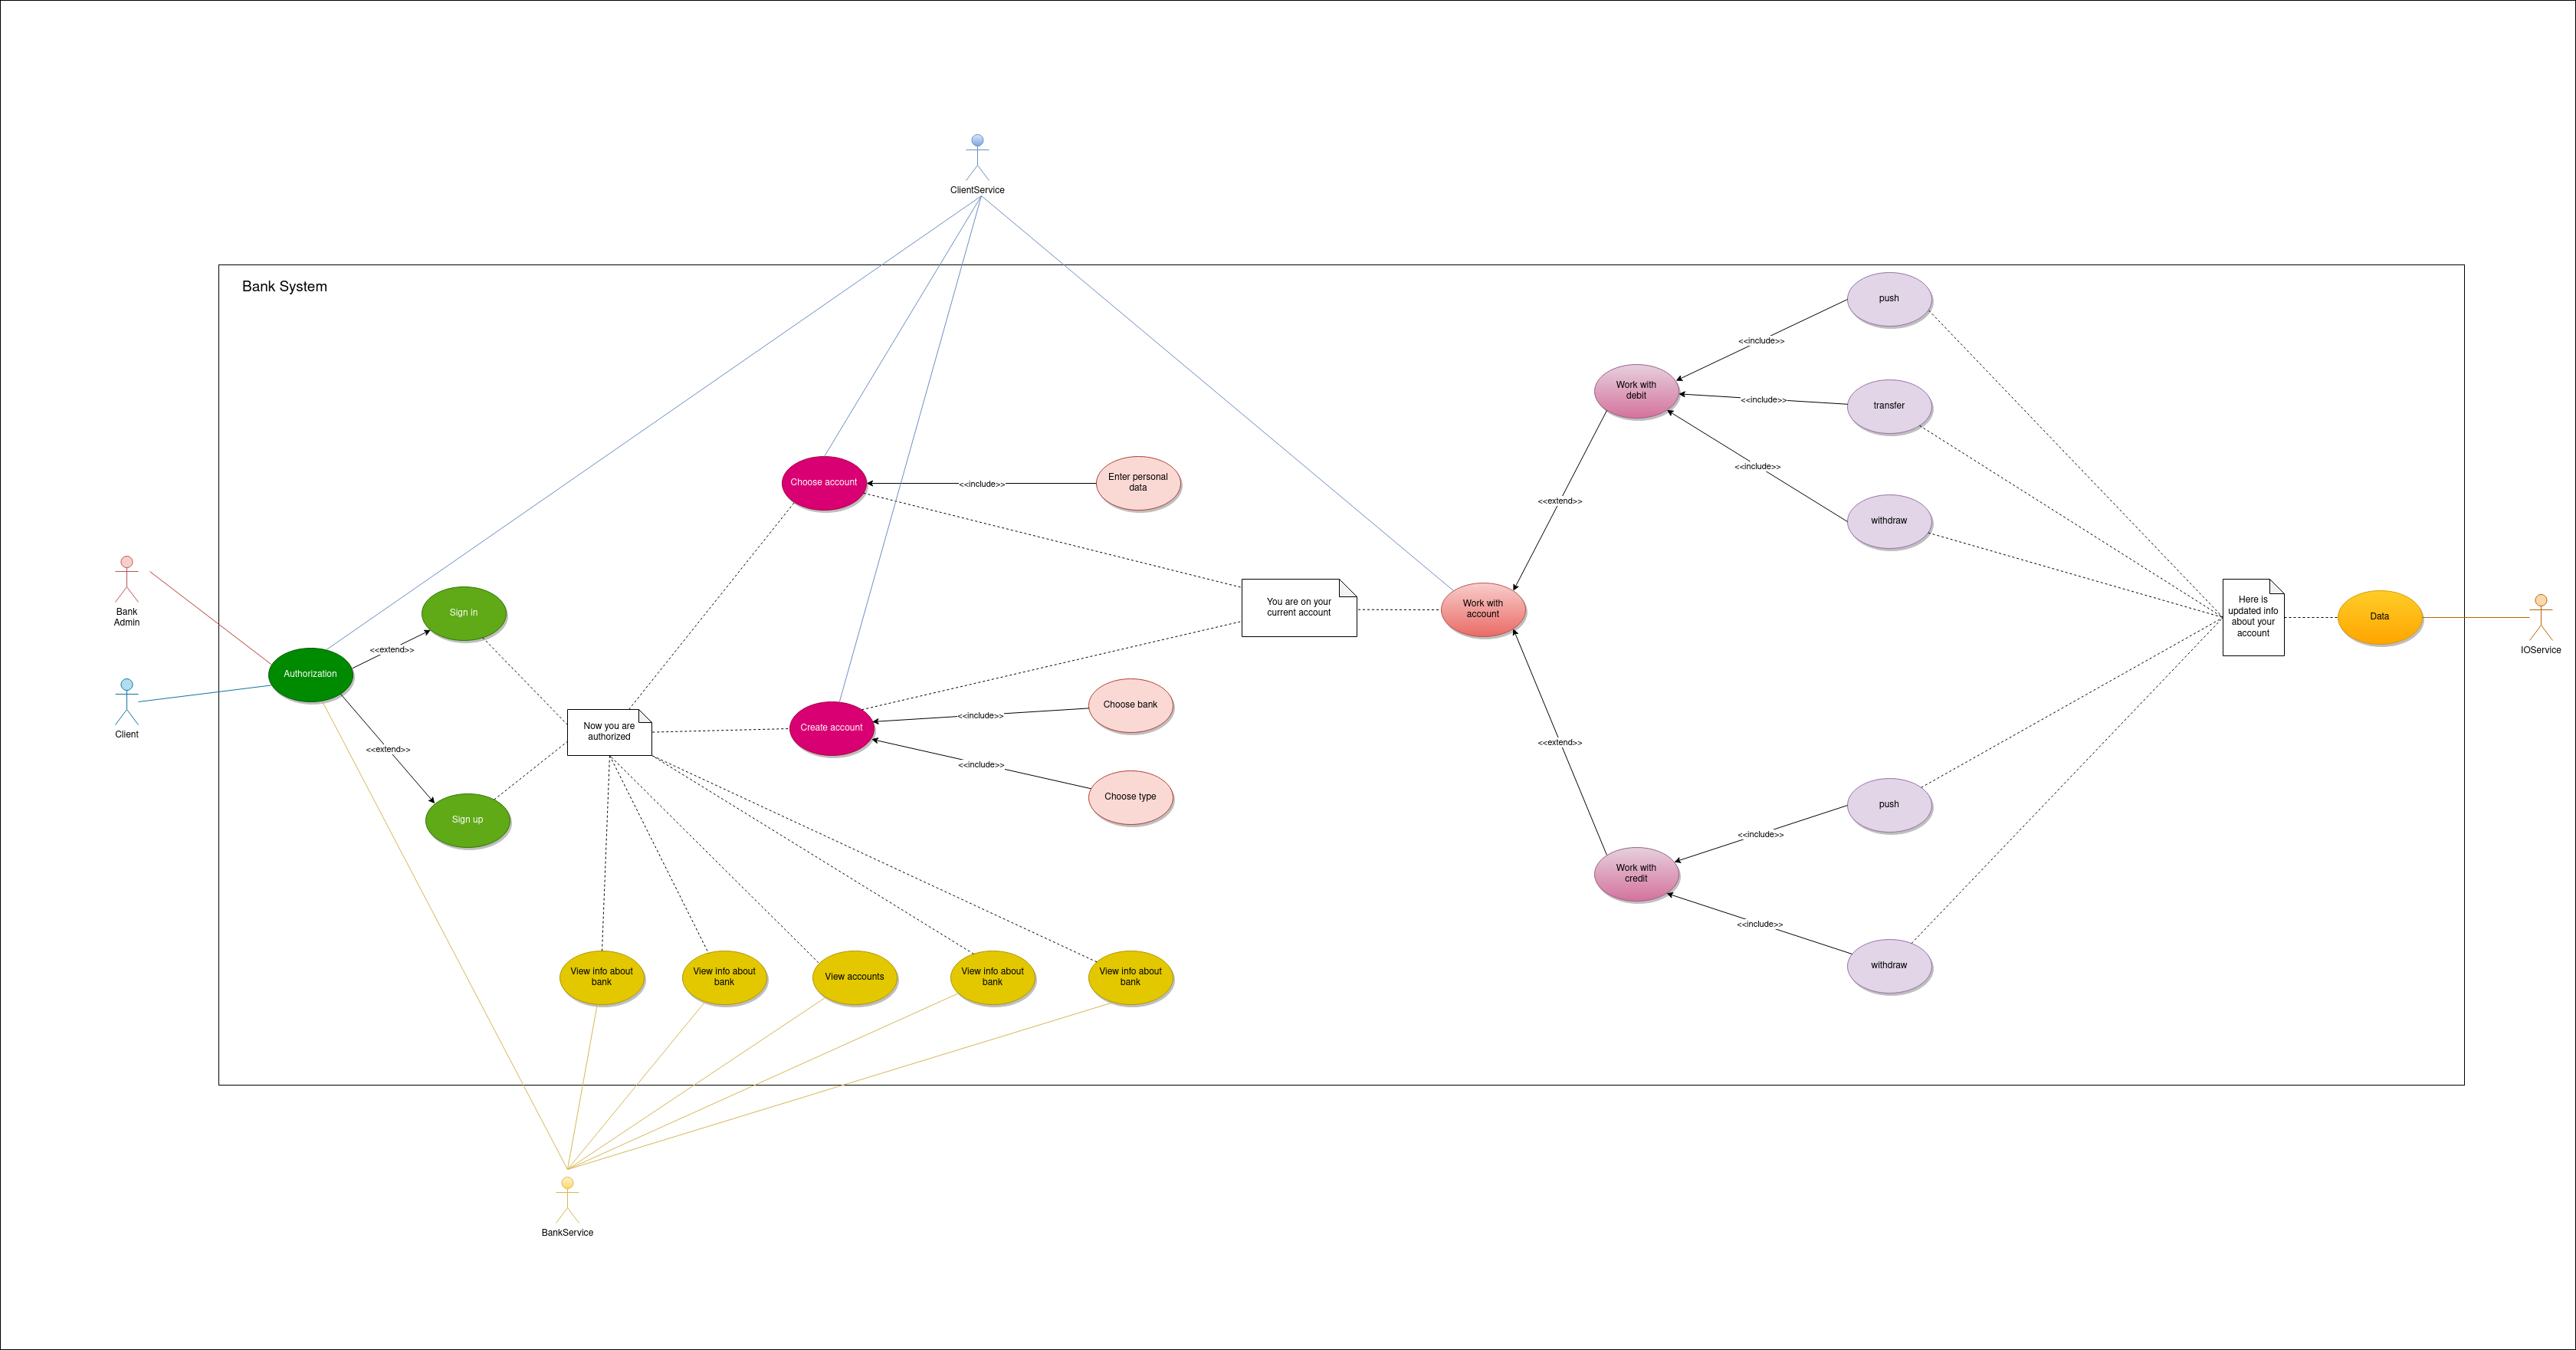 ClientService
Bank System
push
<<include>>
Work with
debit
<<include>>
transfer
<<include>>
withdraw
Choose account
<<include>>
Enter personal
data
<<extend>>
Bank
Admin
Sign in
<<extend>>
Authorization
You are on your
current account
Work with
account
Here is
updated info
about your
account
Data
IOService
Client
Now you are
authorized
Create account
<<include>>
Choose bank
<<include>>
Choose type
<<extend>>
Sign up
<<extend>>
push
<<include>>
Work with
credit
<<include>>
withdraw
View info about
bank
View info about
bank
View accounts
View info about
bank
View info about
bank
BankService